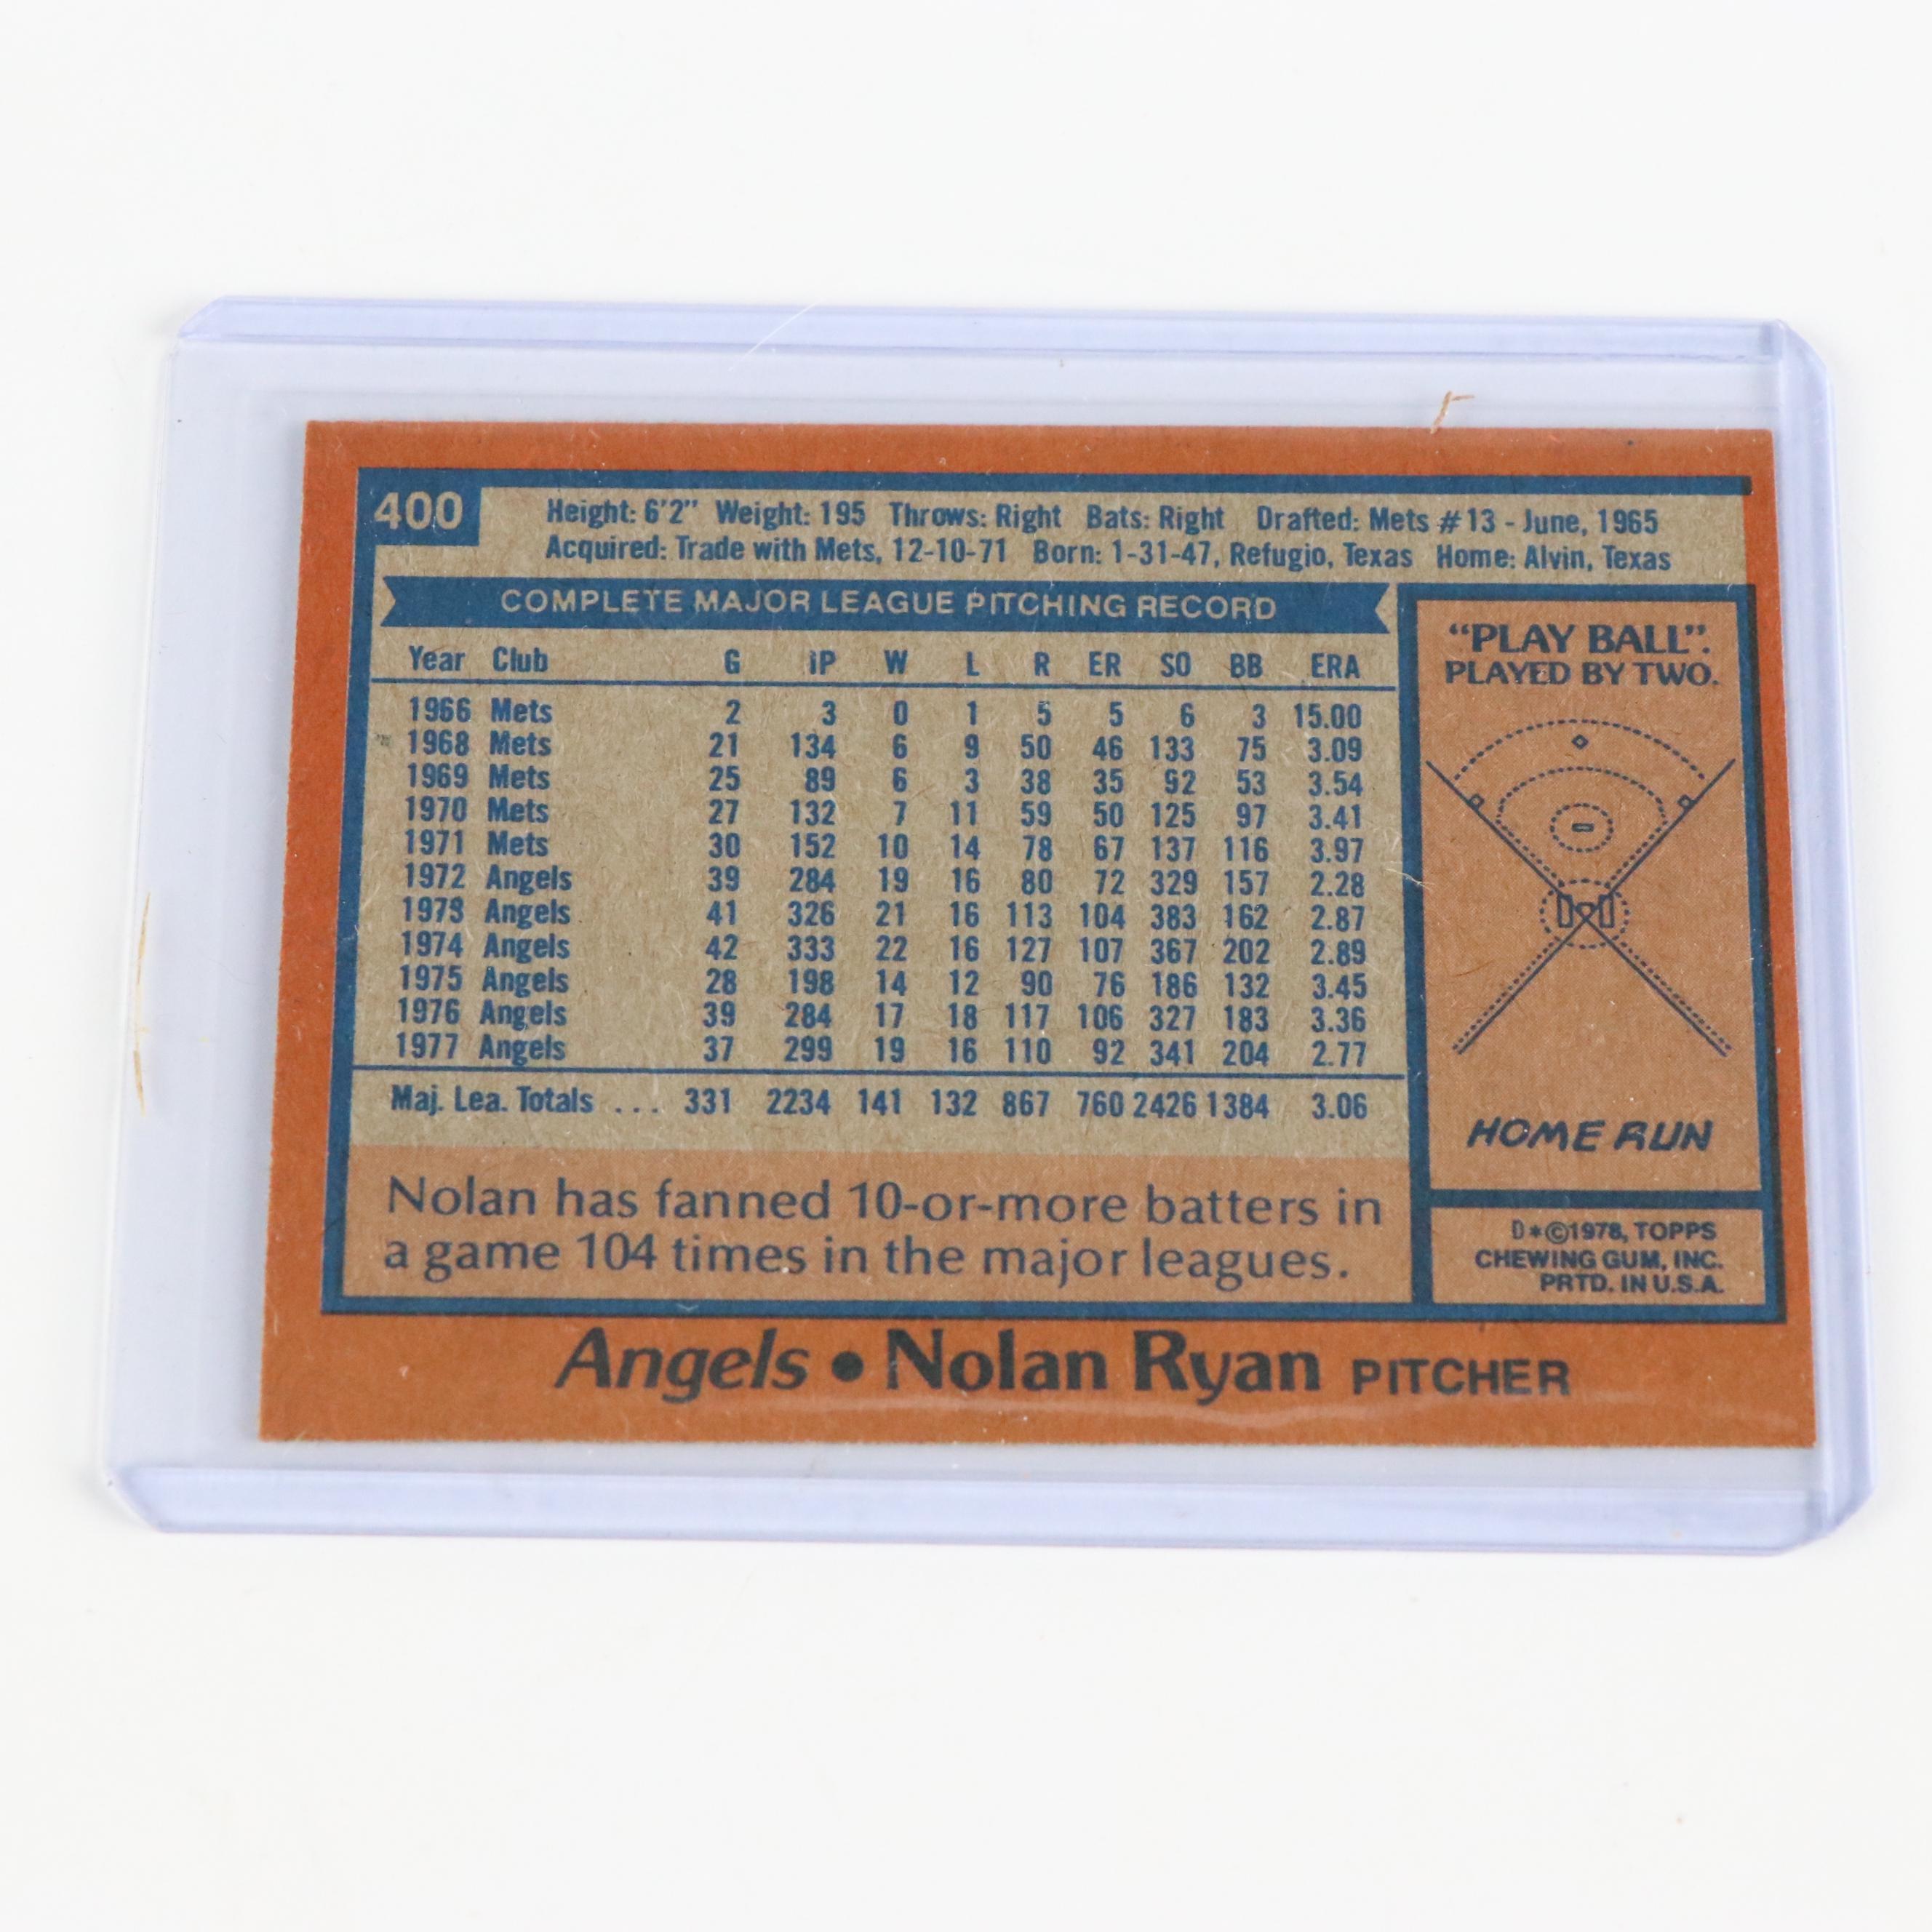 400
Height: 6'2" Weight: 195 Throws: Right Bats: Right Drafted: Mets #13 - June, 1965
Acquired: Trade with Mets, 12-10-71 Born: 1-31-47, Refugio, Texas Home: Alvin, Texas
COMPLETE MAJOR LEAGUE PITCHING RECORD
Year Club G IP W L R ER SO BB ERA
1966 Mets 2 3 0 1 5 5 6 3 15.00
1968 Mets 21 134 6 9 50 46 133 75 3.09
1969 Mets 25 89 6 3 38 35 92 53 3.54
1970 Mets 27 132 7 11 59 50 125 97 3.41
1971 Mets 30 152 10 14 78 67 137 116 3.97
1972 Angels 39 284 19 16 80 72 329 157 2.28
1973 Angels 41 326 21 16 113 104 383 162 2.87
1974 Angels 42 333 22 16 127 107 367 202 2.89
1975 Angels 28 198 14 12 90 76 186 132 3.45
1976 Angels 39 284 17 18 117 106 327 183 3.36
1977 Angels 37 299 19 16 110 92 341 204 2.77
Maj. Lea. Totals ... 331 2234 141 132 867 760 2426 1384 3.06
Nolan has fanned 10-or-more batters in
a game 104 times in the major leagues.
"PLAY BALL".
PLAYED BY TWO.
HOME RUN
D*©1978, TOPPS
CHEWING GUM, INC.
PRTD. IN U.S.A.
Angels • Nolan Ryan PITCHER